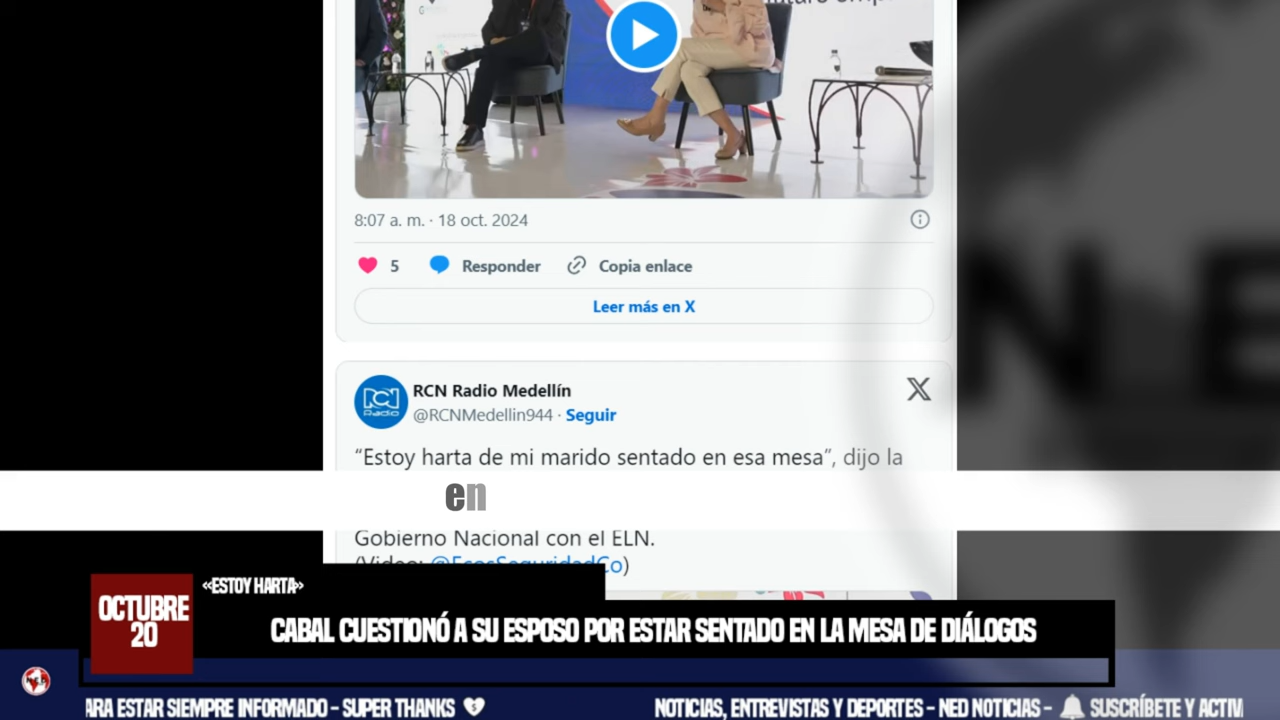 8:07 a. m. · 18 oct. 2024
5 Responder Copia enlace
Leer más en X
RCN Radio Medellín
RCN Radio
@RCNMedellin944 · Seguir
“Estoy harta de mi marido sentado en esa mesa”, dijo la
en
Gobierno Nacional con el ELN.
(Video: @EcosSeguridadCo)
N E
«ESTOY HARTA»
OCTUBRE
20
CABAL CUESTIONÓ A SU ESPOSO POR ESTAR SENTADO EN LA MESA DE DIÁLOGOS
ARA ESTAR SIEMPRE INFORMADO - SUPER THANKS
NOTICIAS, ENTREVISTAS Y DEPORTES - NED NOTICIAS - SUSCRÍBETE Y ACTIV